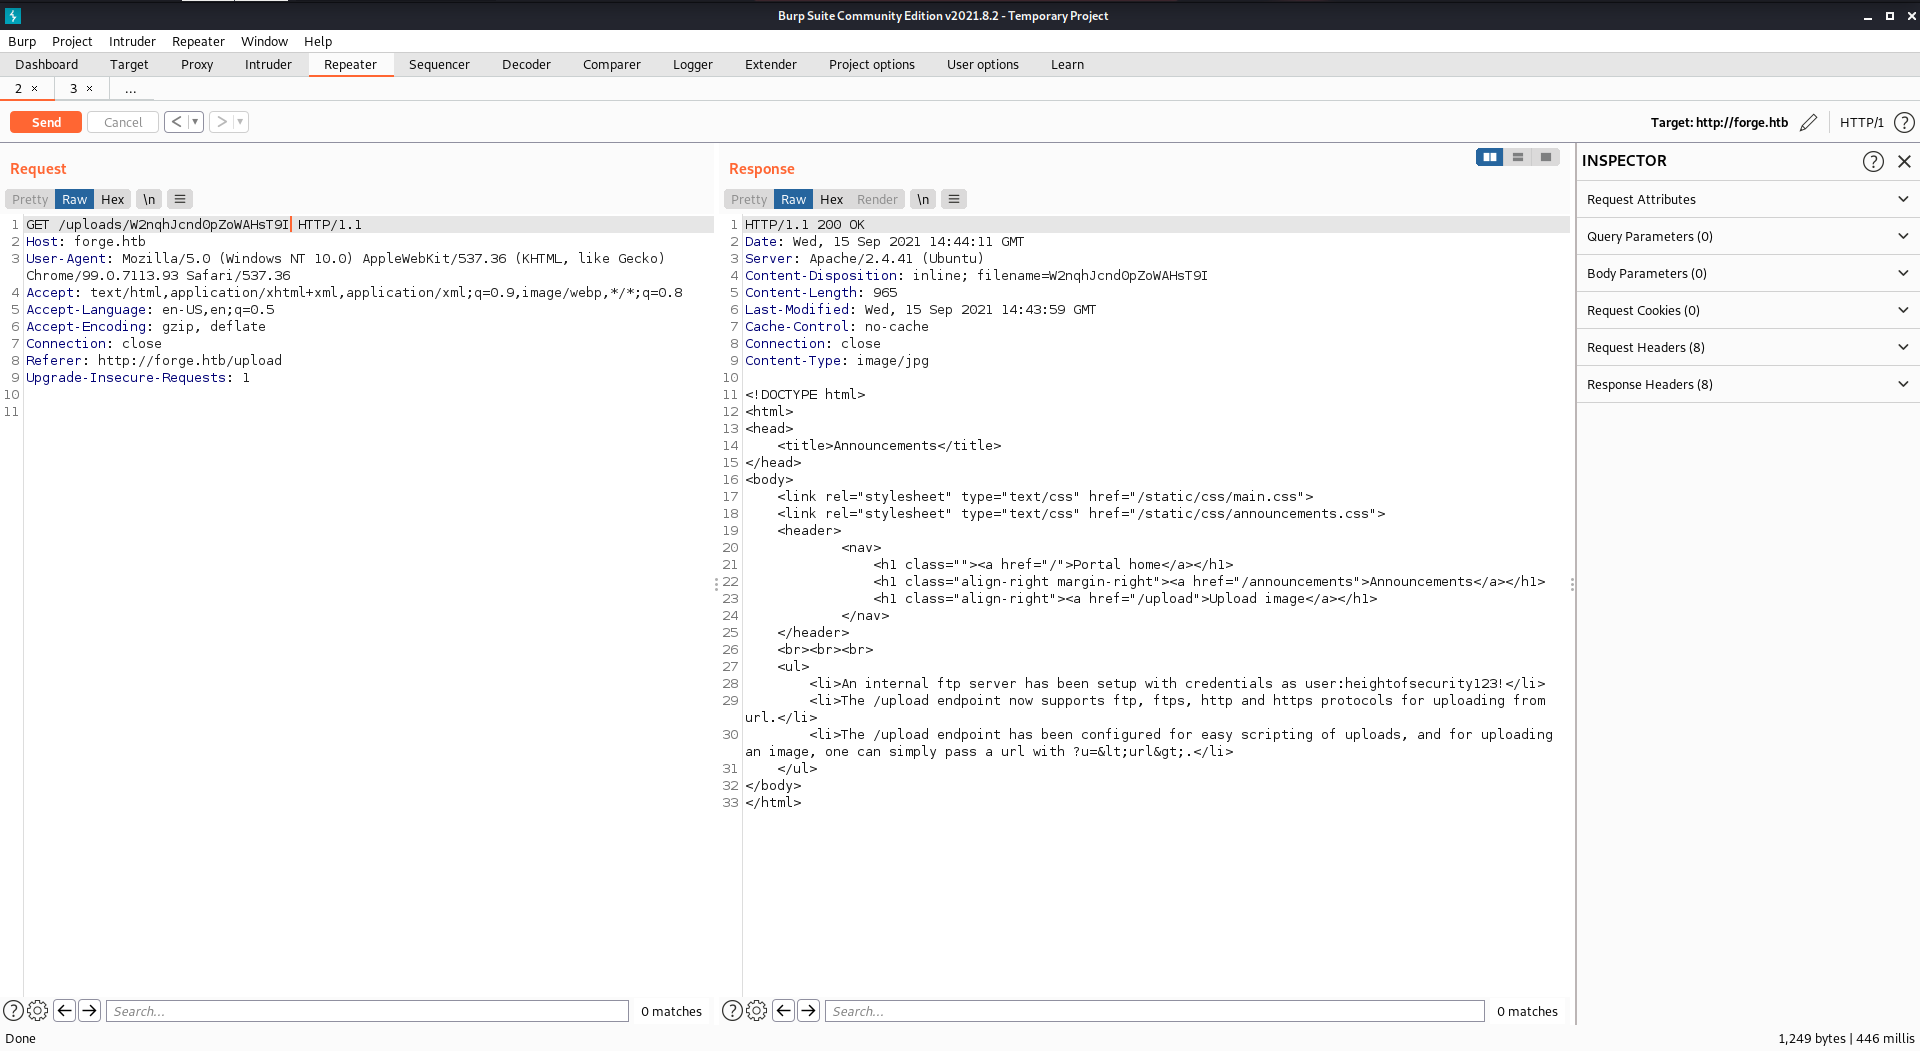 Burp Suite Community Edition v2021.8.2 - Temporary Project
Burp Project Intruder Repeater Window Help
Dashboard Target Proxy Intruder Repeater Sequencer Decoder Comparer Logger Extender Project options User options Learn
2 × 3 × ...
Send Cancel < ▾ > ▾ Target: http://forge.htb HTTP/1 ?
Request
Pretty Raw Hex \n ≡
1 GET /uploads/W2nqhJcnd0pZoWAHsT9I HTTP/1.1
2 Host: forge.htb
3 User-Agent: Mozilla/5.0 (Windows NT 10.0) AppleWebKit/537.36 (KHTML, like Gecko)
Chrome/99.0.7113.93 Safari/537.36
4 Accept: text/html,application/xhtml+xml,application/xml;q=0.9,image/webp,*/*;q=0.8
5 Accept-Language: en-US,en;q=0.5
6 Accept-Encoding: gzip, deflate
7 Connection: close
8 Referer: http://forge.htb/upload
9 Upgrade-Insecure-Requests: 1
10
11
? Search... 0 matches
Response
Pretty Raw Hex Render \n ≡
1 HTTP/1.1 200 OK
2 Date: Wed, 15 Sep 2021 14:44:11 GMT
3 Server: Apache/2.4.41 (Ubuntu)
4 Content-Disposition: inline; filename=W2nqhJcnd0pZoWAHsT9I
5 Content-Length: 965
6 Last-Modified: Wed, 15 Sep 2021 14:43:59 GMT
7 Cache-Control: no-cache
8 Connection: close
9 Content-Type: image/jpg
10
11 <!DOCTYPE html>
12 <html>
13 <head>
14     <title>Announcements</title>
15 </head>
16 <body>
17     <link rel="stylesheet" type="text/css" href="/static/css/main.css">
18     <link rel="stylesheet" type="text/css" href="/static/css/announcements.css">
19     <header>
20             <nav>
21                 <h1 class=""><a href="/">Portal home</a></h1>
22                 <h1 class="align-right margin-right"><a href="/announcements">Announcements</a></h1>
23                 <h1 class="align-right"><a href="/upload">Upload image</a></h1>
24             </nav>
25     </header>
26     <br><br><br>
27     <ul>
28         <li>An internal ftp server has been setup with credentials as user:heightofsecurity123!</li>
29         <li>The /upload endpoint now supports ftp, ftps, http and https protocols for uploading from
url.</li>
30         <li>The /upload endpoint has been configured for easy scripting of uploads, and for uploading
an image, one can simply pass a url with ?u=&lt;url&gt;.</li>
31     </ul>
32 </body>
33 </html>
? Search... 0 matches
INSPECTOR ?
Request Attributes
Query Parameters (0)
Body Parameters (0)
Request Cookies (0)
Request Headers (8)
Response Headers (8)
Done 1,249 bytes | 446 millis